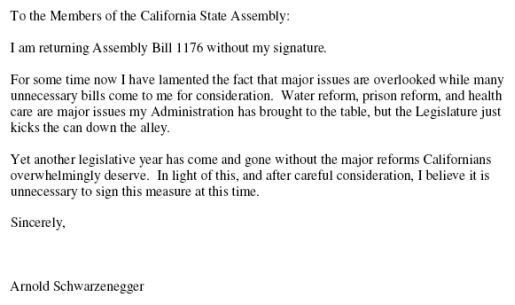 To the Members of the California State Assembly:
I am returning Assembly Bill 1176 without my signature.
For some time now I have lamented the fact that major issues are overlooked while many
unnecessary bills come to me for consideration.  Water reform, prison reform, and health
care are major issues my Administration has brought to the table, but the Legislature just
kicks the can down the alley.
Yet another legislative year has come and gone without the major reforms Californians
overwhelmingly deserve.  In light of this, and after careful consideration, I believe it is
unnecessary to sign this measure at this time.
Sincerely,
Arnold Schwarzenegger